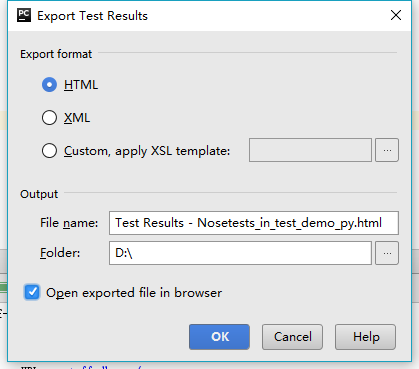 PC Export Test Results
Export format
HTML
XML
Custom, apply XSL template:
...
Output
File name: Test Results - Nosetests_in_test_demo_py.html
Folder: D:\
...
Open exported file in browser
OK Cancel Help